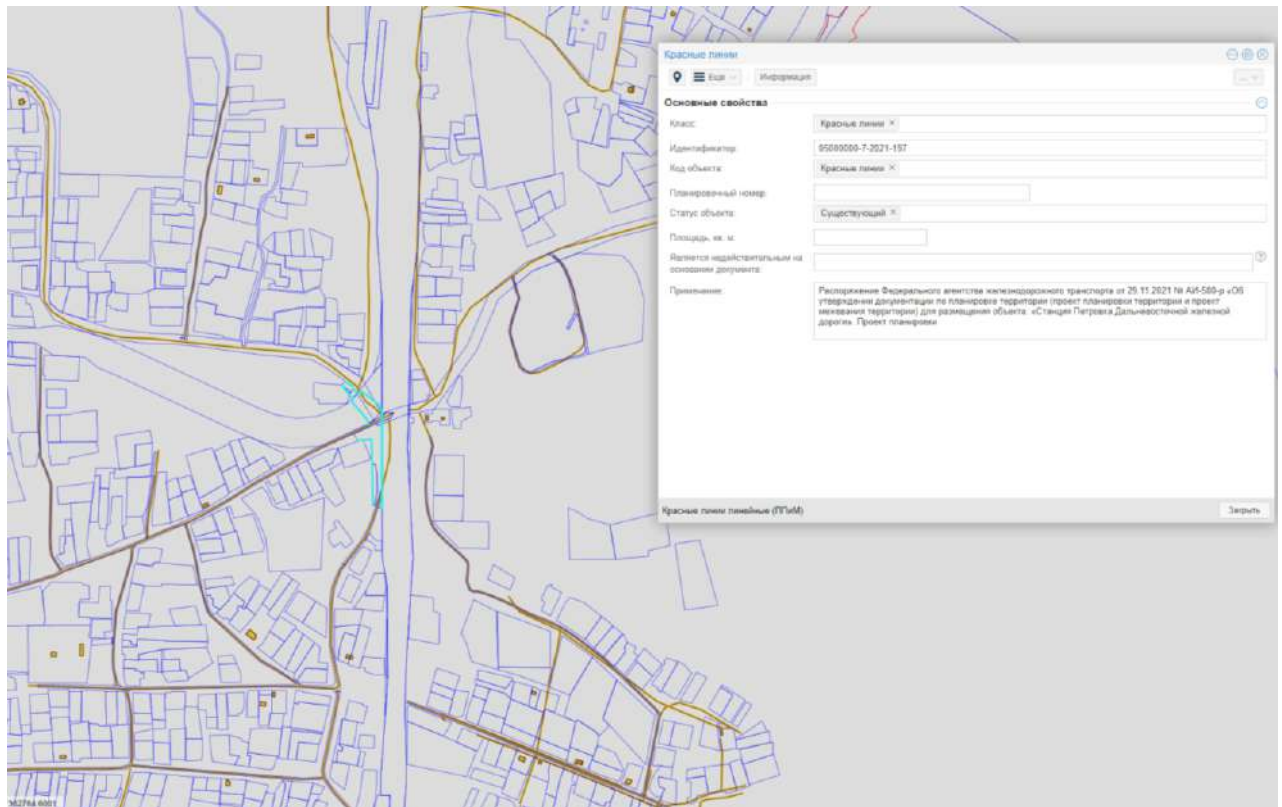 Красные линии
Еще
Информация
...
Основные свойства
Класс:
Красные линии ×
Идентификатор:
05000000-7-2021-157
Код объекта:
Красные линии ×
Планировочный номер:
Статус объекта:
Существующий ×
Площадь, кв. м:
Является недействительным на
основании документа:
Примечание:
Распоряжение Федерального агентства железнодорожного транспорта от 29.11.2021 № АИ-580-р «Об
утверждении документации по планировке территории (проект планировки территории и проект
межевания территории) для размещения объекта: «Станция Петровка Дальневосточной железной
дороги». Проект планировки
Красные линии линейные (ППиМ)
Закрыть